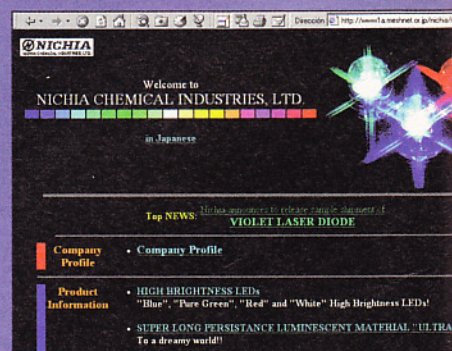 Dirección http://www1a.meshnet.or.jp/nichia/
NICHIA
Welcome to
NICHIA CHEMICAL INDUSTRIES, LTD.
in Japanese
Top NEWS: Nichia announces to release sample shipment of
VIOLET LASER DIODE
Company Profile
• Company Profile
Product Information
• HIGH BRIGHTNESS LEDs
"Blue", "Pure Green", "Red" and "White" High Brightness LEDs!
• SUPER LONG PERSISTANCE LUMINESCENT MATERIAL "ULTRA
To a dreamy world!!